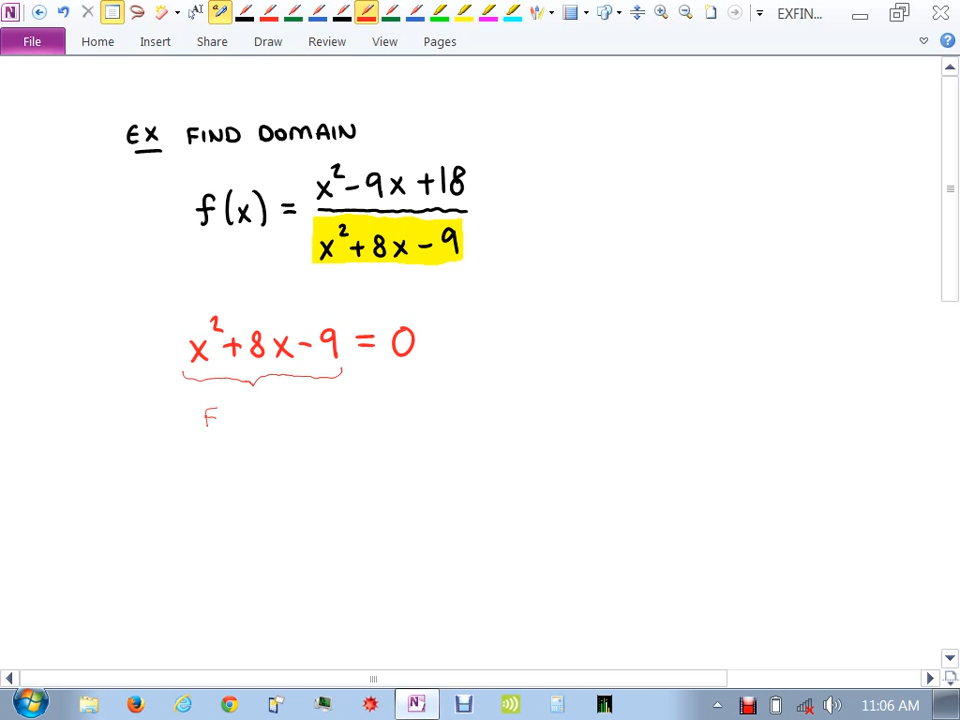 EXFIN...
File Home Insert Share Draw Review View Pages
EX FIND DOMAIN
f(x) = (x² - 9x + 18) / (x² + 8x - 9)
x² + 8x - 9 = 0
F
11:06 AM